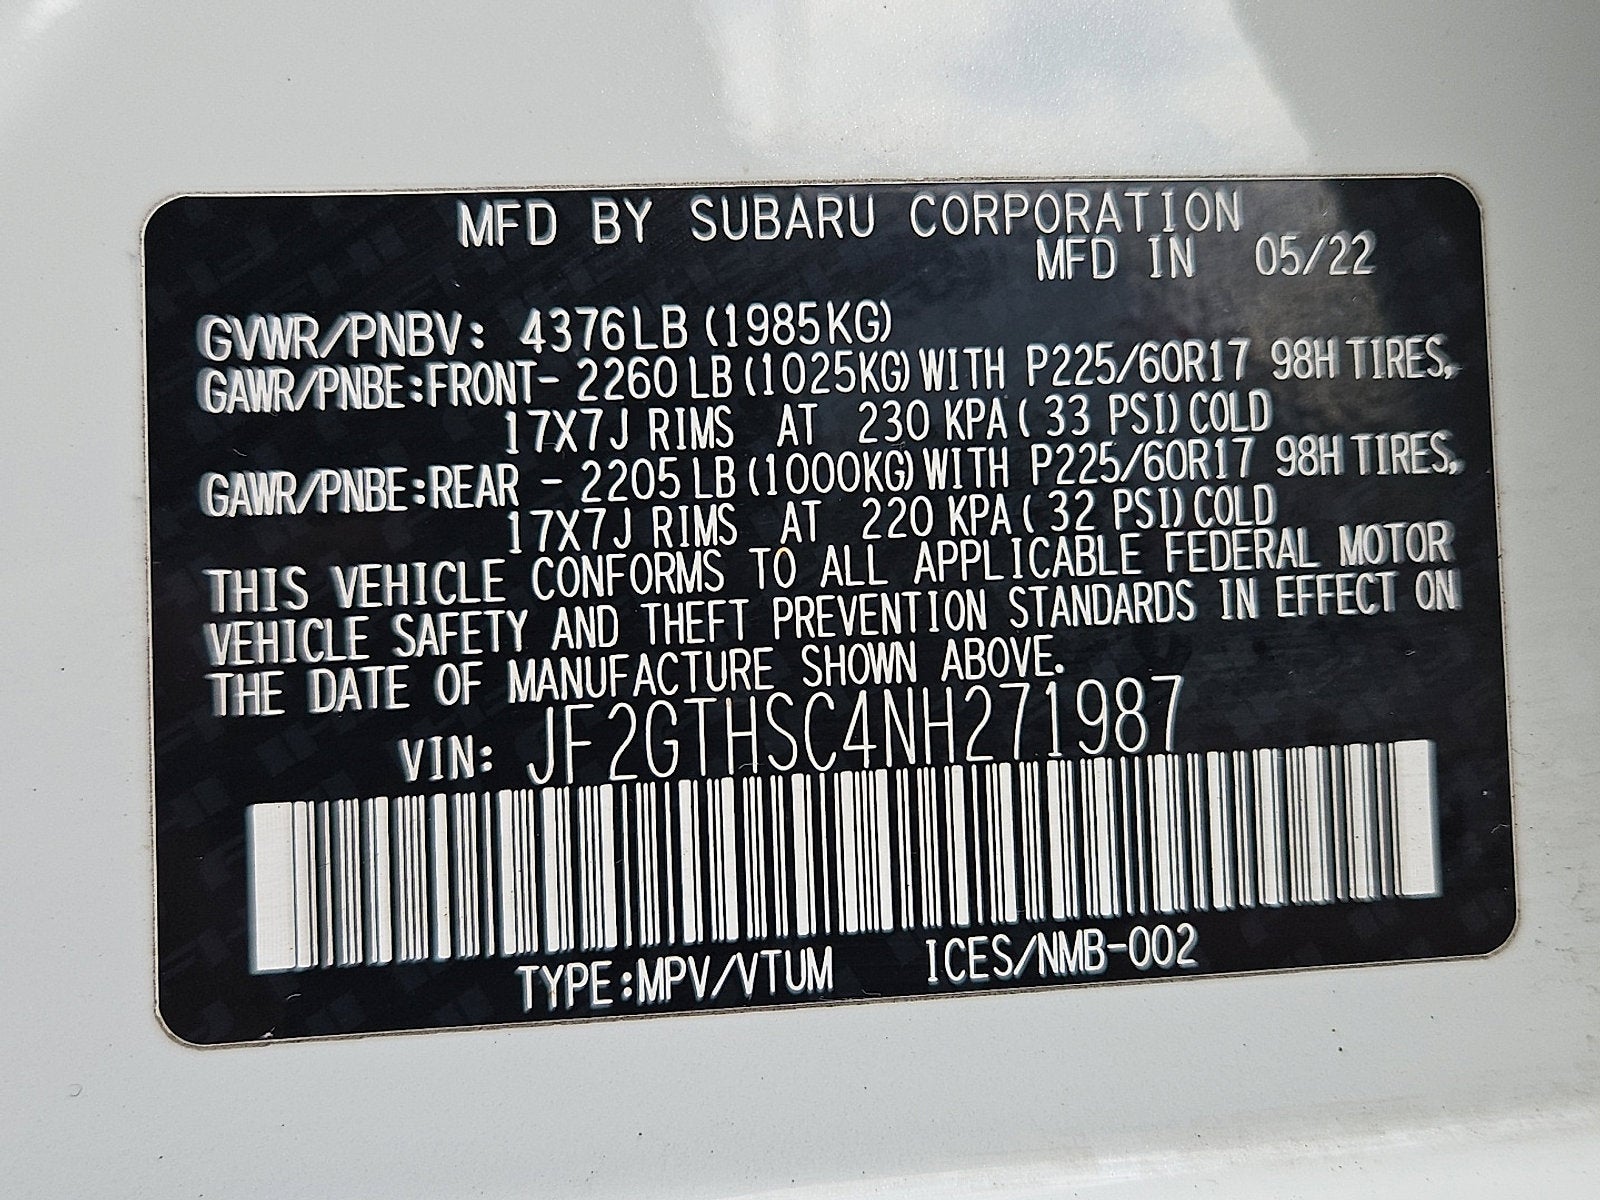 MFD BY SUBARU CORPORATION
MFD IN 05/22
GVWR/PNBV: 4376LB (1985KG)
GAWR/PNBE:FRONT- 2260 LB (1025KG) WITH P225/60R17 98H TIRES,
17X7J RIMS AT 230 KPA ( 33 PSI) COLD
GAWR/PNBE:REAR - 2205 LB (1000KG) WITH P225/60R17 98H TIRES,
17X7J RIMS AT 220 KPA ( 32 PSI) COLD
THIS VEHICLE CONFORMS TO ALL APPLICABLE FEDERAL MOTOR
VEHICLE SAFETY AND THEFT PREVENTION STANDARDS IN EFFECT ON
THE DATE OF MANUFACTURE SHOWN ABOVE.
VIN: JF2GTHSC4NH271987
TYPE:MPV/VTUM ICES/NMB-002